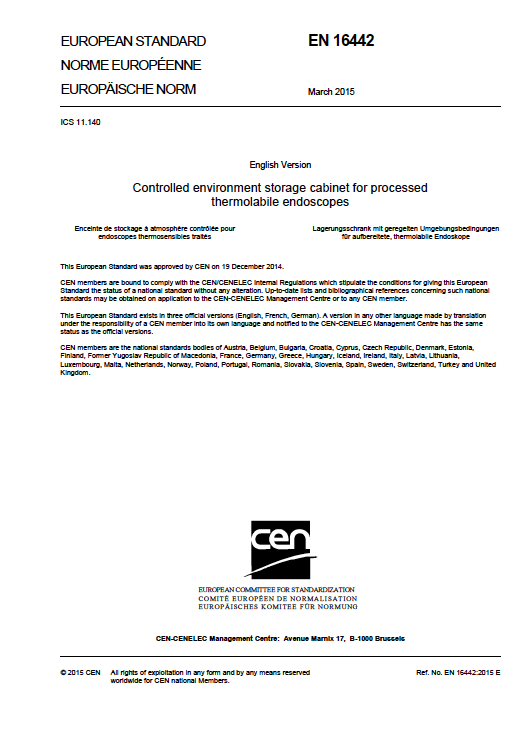 EUROPEAN STANDARD
EN 16442
NORME EUROPÉENNE
EUROPÄISCHE NORM
March 2015
ICS 11.140
English Version
Controlled environment storage cabinet for processed
thermolabile endoscopes
Enceinte de stockage à atmosphère contrôlée pour
endoscopes thermosensibles traités
Lagerungsschrank mit geregelten Umgebungsbedingungen
für aufbereitete, thermolabile Endoskope
This European Standard was approved by CEN on 19 December 2014.
CEN members are bound to comply with the CEN/CENELEC Internal Regulations which stipulate the conditions for giving this European
Standard the status of a national standard without any alteration. Up-to-date lists and bibliographical references concerning such national
standards may be obtained on application to the CEN-CENELEC Management Centre or to any CEN member.
This European Standard exists in three official versions (English, French, German). A version in any other language made by translation
under the responsibility of a CEN member into its own language and notified to the CEN-CENELEC Management Centre has the same
status as the official versions.
CEN members are the national standards bodies of Austria, Belgium, Bulgaria, Croatia, Cyprus, Czech Republic, Denmark, Estonia,
Finland, Former Yugoslav Republic of Macedonia, France, Germany, Greece, Hungary, Iceland, Ireland, Italy, Latvia, Lithuania,
Luxembourg, Malta, Netherlands, Norway, Poland, Portugal, Romania, Slovakia, Slovenia, Spain, Sweden, Switzerland, Turkey and United
Kingdom.
cen
EUROPEAN COMMITTEE FOR STANDARDIZATION
COMITÉ EUROPÉEN DE NORMALISATION
EUROPÄISCHES KOMITEE FÜR NORMUNG
CEN-CENELEC Management Centre: Avenue Marnix 17, B-1000 Brussels
© 2015 CEN All rights of exploitation in any form and by any means reserved
worldwide for CEN national Members.
Ref. No. EN 16442:2015 E